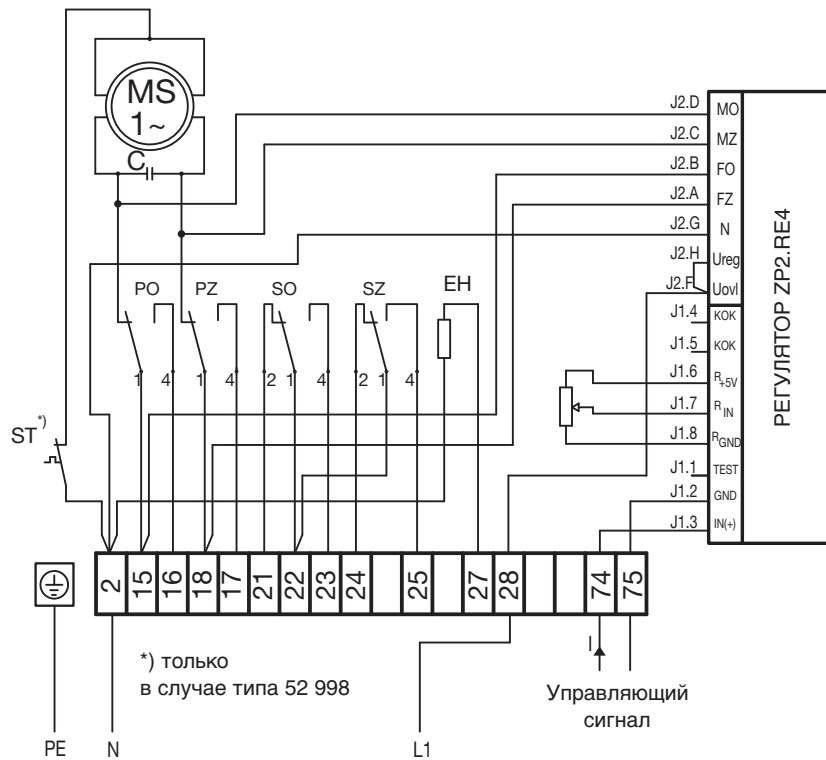 MS
1~
C
J2.D MO
J2.C MZ
J2.B FO
J2.A FZ
J2.G N
J2.H Ureg
J2.F Uovl
J1.4 КОК
J1.5 КОК
J1.6 R+5V
J1.7 R IN
J1.8 RGND
J1.1 TEST
J1.2 GND
J1.3 IN(+)
РЕГУЛЯТОР ZP2.RE4
PO PZ SO SZ EH
1 4 1 4 2 1 4 2 1 4
ST*)
2 15 16 18 17 21 22 23 24 25 27 28 74 75
*) только
в случае типа 52 998
I
Управляющий
сигнал
PE N L1